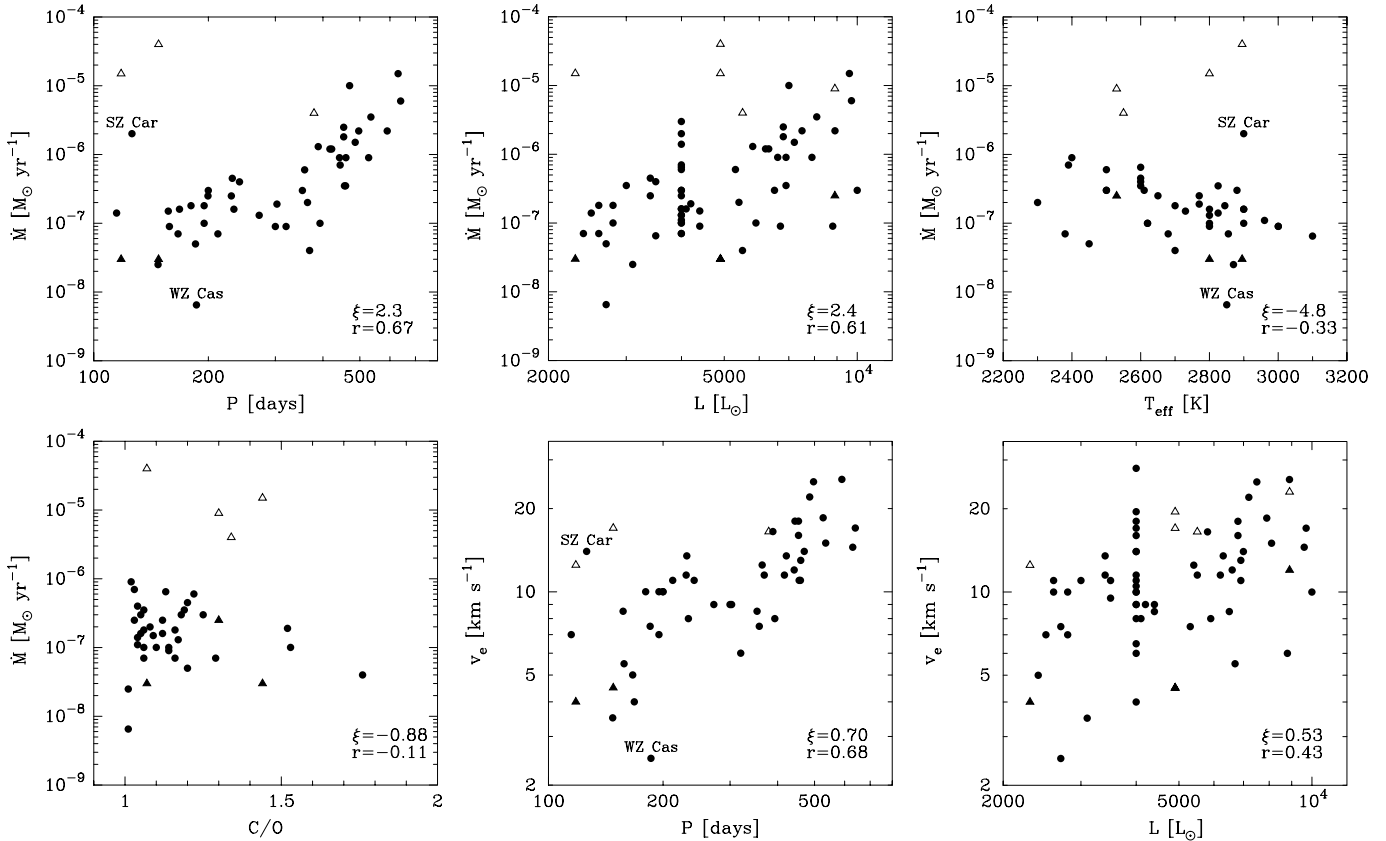 10⁻⁴
10⁻⁵
10⁻⁶
10⁻⁷
10⁻⁸
10⁻⁹
Ṁ [M⊙ yr⁻¹]
SZ Car
WZ Cas
ξ=2.3
r=0.67
100 200 500
P [days]
10⁻⁴
10⁻⁵
10⁻⁶
10⁻⁷
10⁻⁸
10⁻⁹
Ṁ [M⊙ yr⁻¹]
ξ=2.4
r=0.61
2000 5000 10⁴
L [L⊙]
10⁻⁴
10⁻⁵
10⁻⁶
10⁻⁷
10⁻⁸
10⁻⁹
Ṁ [M⊙ yr⁻¹]
SZ Car
WZ Cas
ξ=−4.8
r=−0.33
2200 2400 2600 2800 3000 3200
T_eff [K]
10⁻⁴
10⁻⁵
10⁻⁶
10⁻⁷
10⁻⁸
10⁻⁹
Ṁ [M⊙ yr⁻¹]
ξ=−0.88
r=−0.11
1 1.5 2
C/O
20
10
5
2
vₑ [km s⁻¹]
SZ Car
WZ Cas
ξ=0.70
r=0.68
100 200 500
P [days]
20
10
5
2
vₑ [km s⁻¹]
ξ=0.53
r=0.43
2000 5000 10⁴
L [L⊙]